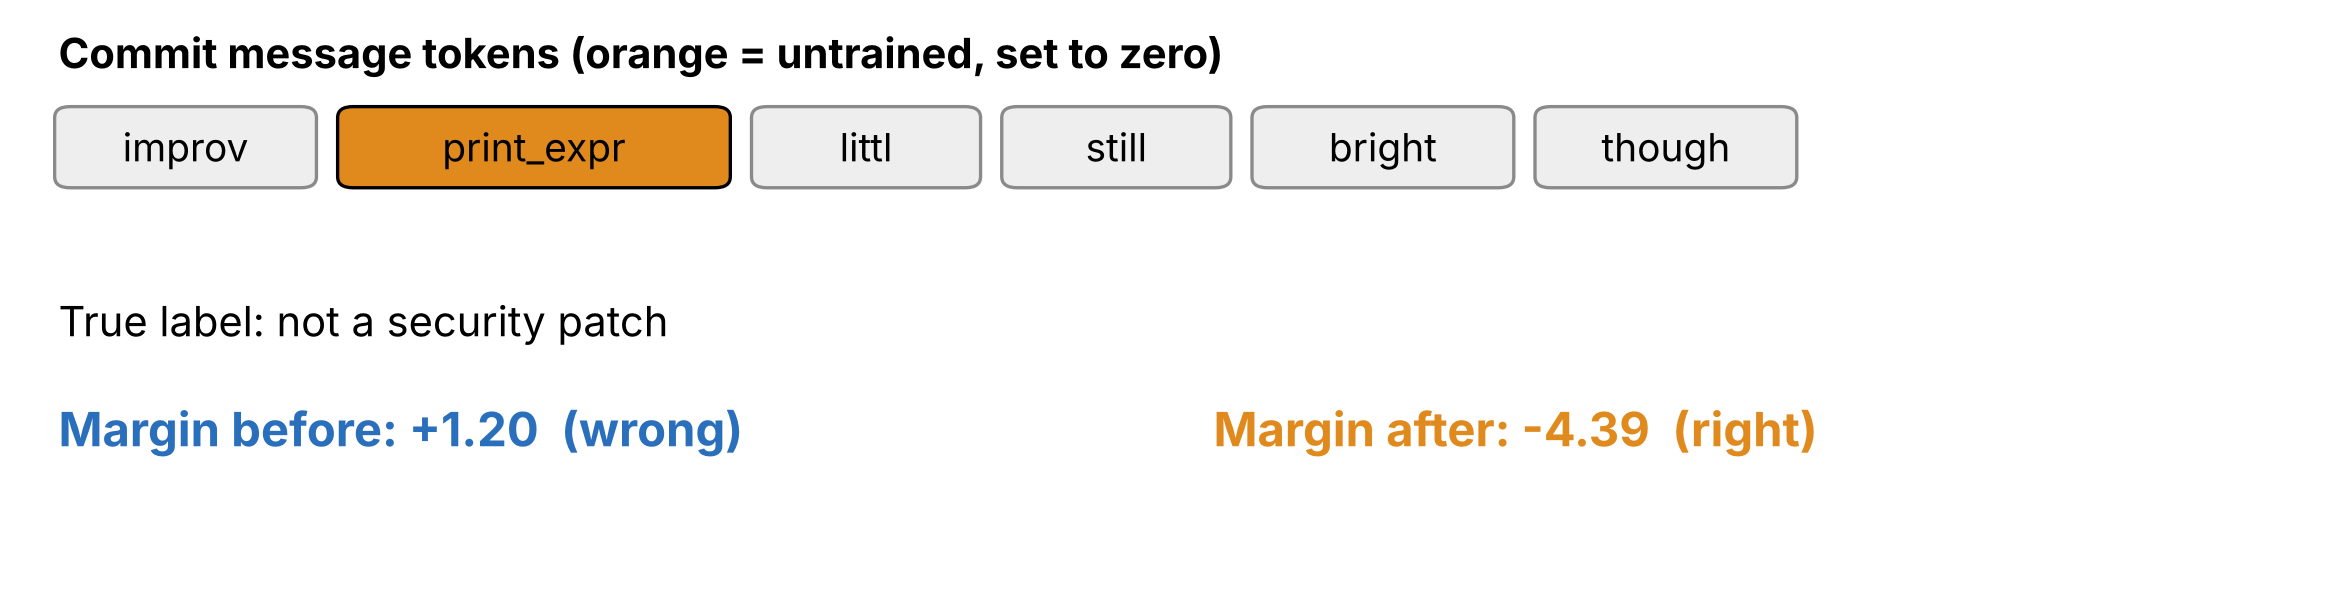 Commit message tokens (orange = untrained, set to zero)
improv print_expr littl still bright though
True label: not a security patch
Margin before: +1.20 (wrong) Margin after: -4.39 (right)